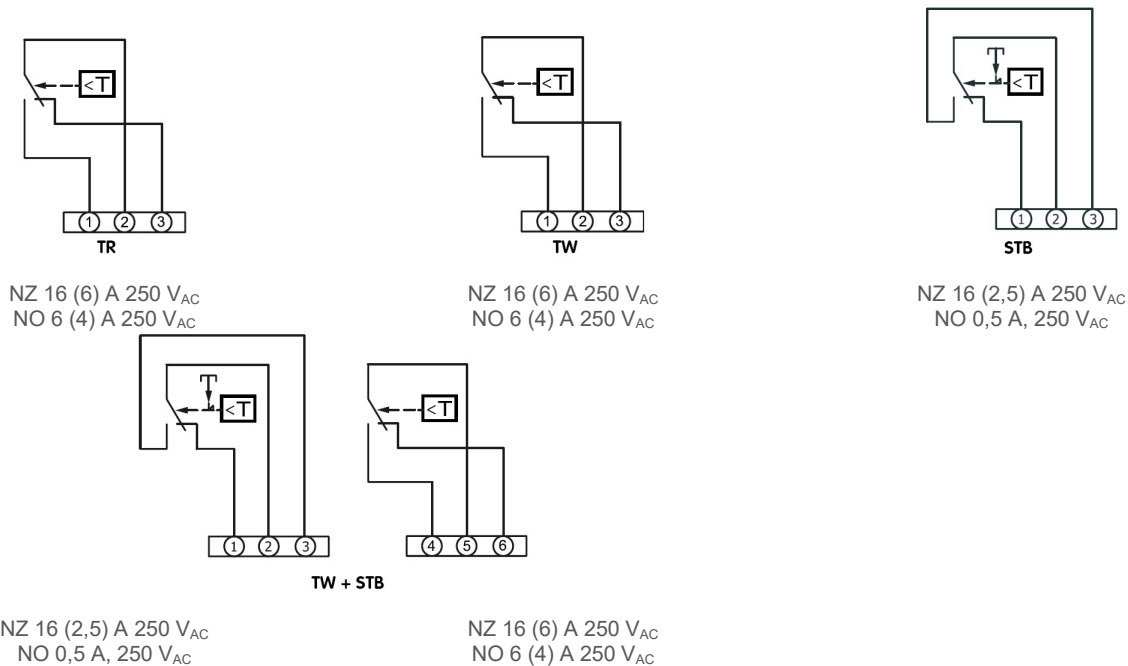 <T
1 2 3
TR
NZ 16 (6) A 250 VAC
NO 6 (4) A 250 VAC
<T
1 2 3
TW
NZ 16 (6) A 250 VAC
NO 6 (4) A 250 VAC
<T
1 2 3
STB
NZ 16 (2,5) A 250 VAC
NO 0,5 A, 250 VAC
<T
1 2 3
<T
4 5 6
TW + STB
NZ 16 (2,5) A 250 VAC
NO 0,5 A, 250 VAC
NZ 16 (6) A 250 VAC
NO 6 (4) A 250 VAC